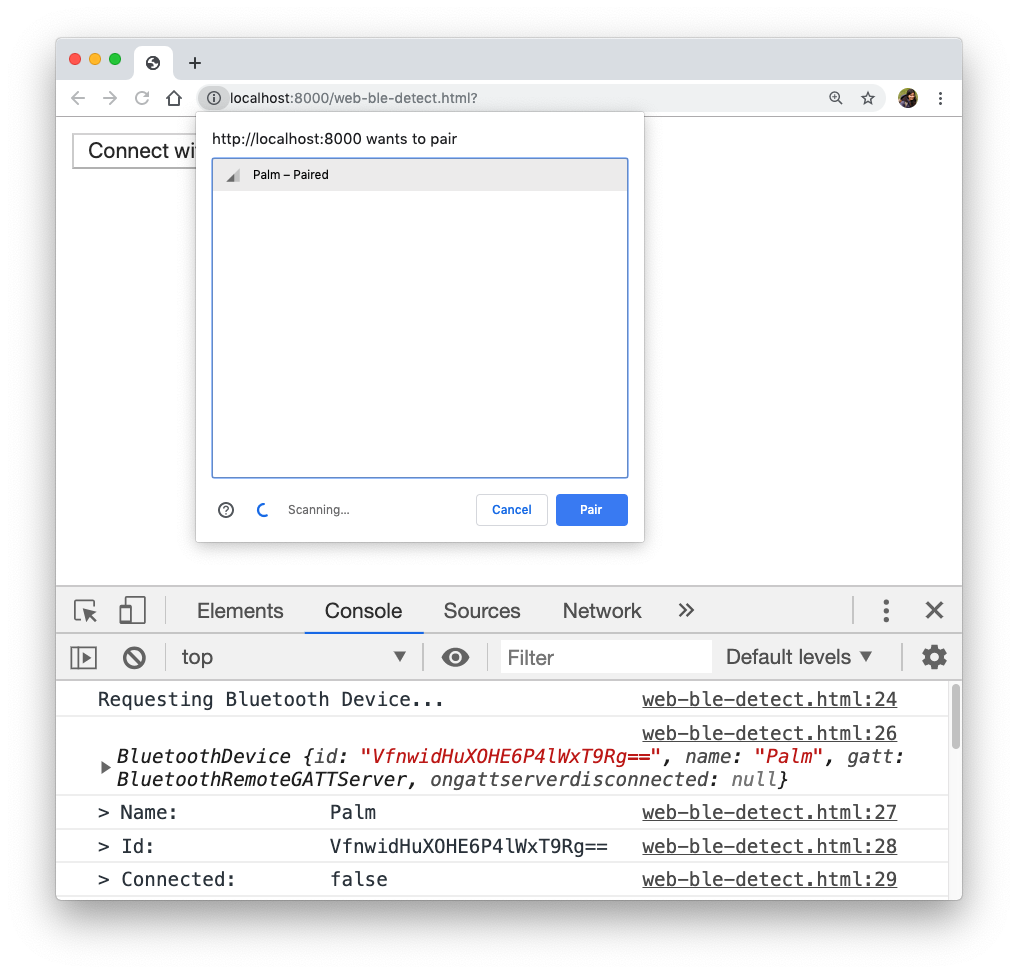 localhost:8000/web-ble-detect.html?
Connect wi
http://localhost:8000 wants to pair
Palm – Paired
Scanning...
Cancel
Pair
Elements
Console
Sources
Network
top
Filter
Default levels
Requesting Bluetooth Device... web-ble-detect.html:24
web-ble-detect.html:26
BluetoothDevice {id: "VfnwidHuXOHE6P4lWxT9Rg==", name: "Palm", gatt:
BluetoothRemoteGATTServer, ongattserverdisconnected: null}
> Name: Palm web-ble-detect.html:27
> Id: VfnwidHuXOHE6P4lWxT9Rg== web-ble-detect.html:28
> Connected: false web-ble-detect.html:29